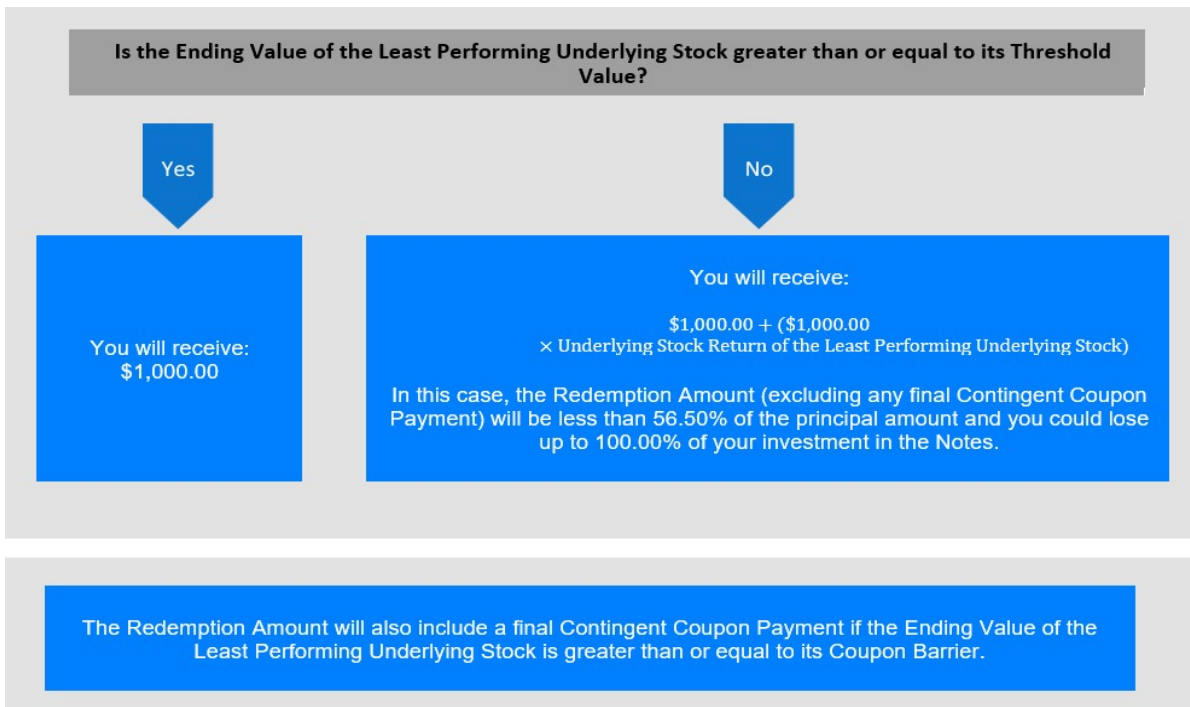 Is the Ending Value of the Least Performing Underlying Stock greater than or equal to its Threshold
Value?
Yes
No
You will receive:
$1,000.00
You will receive:
$1,000.00 + ($1,000.00
× Underlying Stock Return of the Least Performing Underlying Stock)
In this case, the Redemption Amount (excluding any final Contingent Coupon
Payment) will be less than 56.50% of the principal amount and you could lose
up to 100.00% of your investment in the Notes.
The Redemption Amount will also include a final Contingent Coupon Payment if the Ending Value of the
Least Performing Underlying Stock is greater than or equal to its Coupon Barrier.